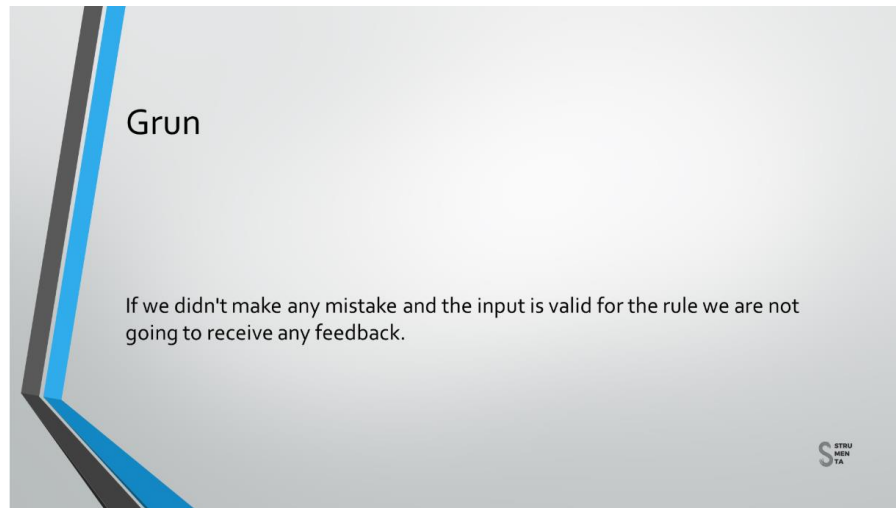 Grun
If we didn't make any mistake and the input is valid for the rule we are not
going to receive any feedback.
STRU
MEN
TA